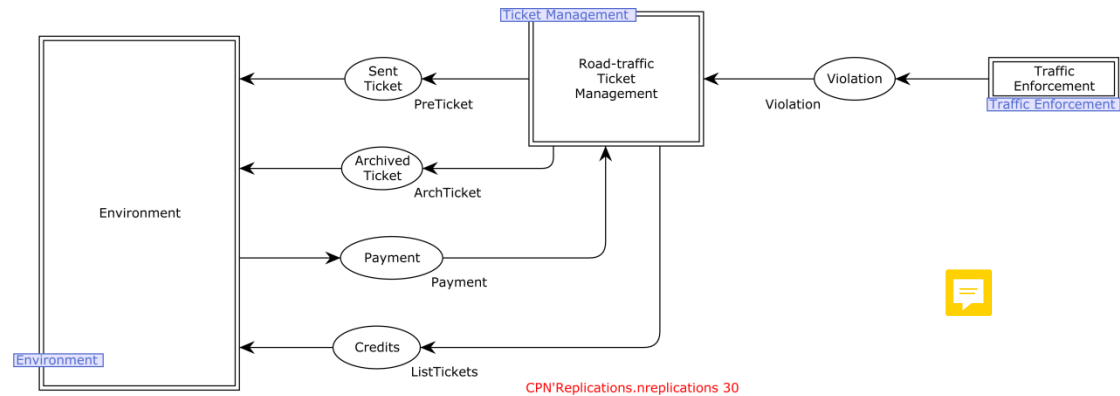 Ticket Management
Road-traffic
Ticket
Management
Sent
Ticket
PreTicket
Violation
Violation
Traffic
Enforcement
Traffic Enforcement
Archived
Ticket
ArchTicket
Environment
Payment
Payment
Credits
ListTickets
Environment
CPN'Replications.nreplications 30